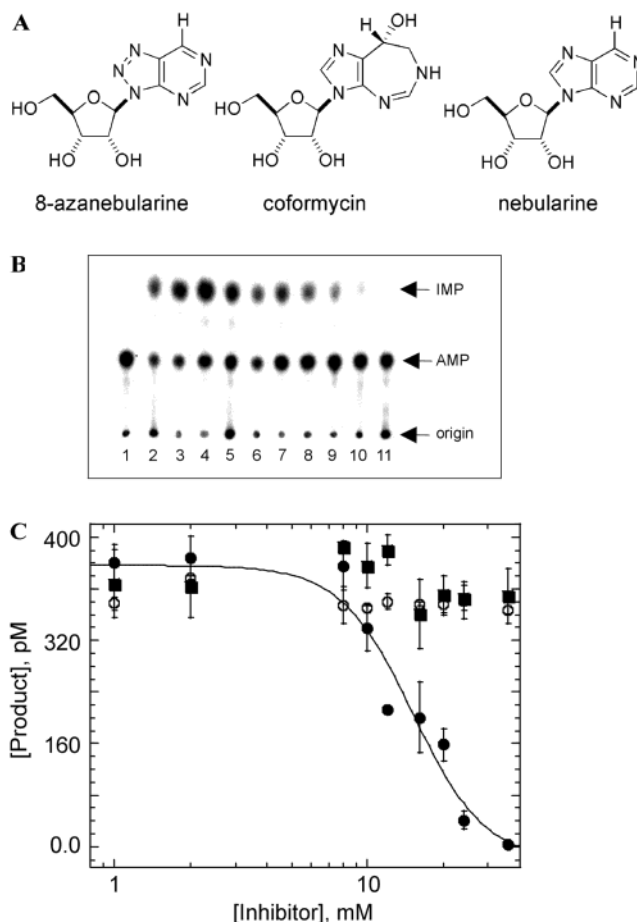 A
H
N
N
N
N
N
HO
O
HO
OH
8-azanebularine
H
OH
N
N
NH
N
HO
O
HO
OH
coformycin
H
N
N
N
N
HO
O
HO
OH
nebularine
B
IMP
AMP
origin
1 2 3 4 5 6 7 8 9 10 11
C
400
320
160
0.0
[Product], pM
1
10
[Inhibitor], mM